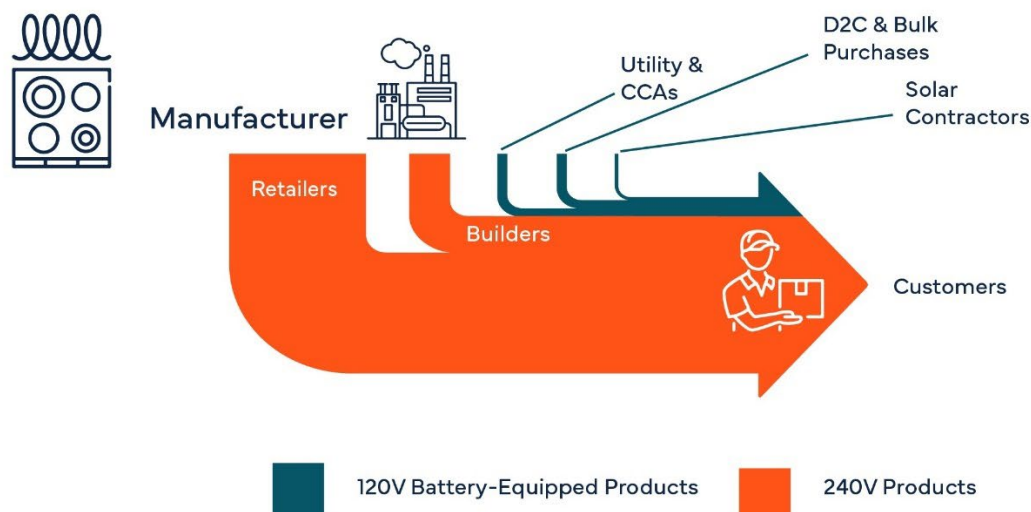 D2C & Bulk
Purchases
Utility &
CCAs
Solar
Contractors
Manufacturer
Retailers
Builders
Customers
120V Battery-Equipped Products
240V Products